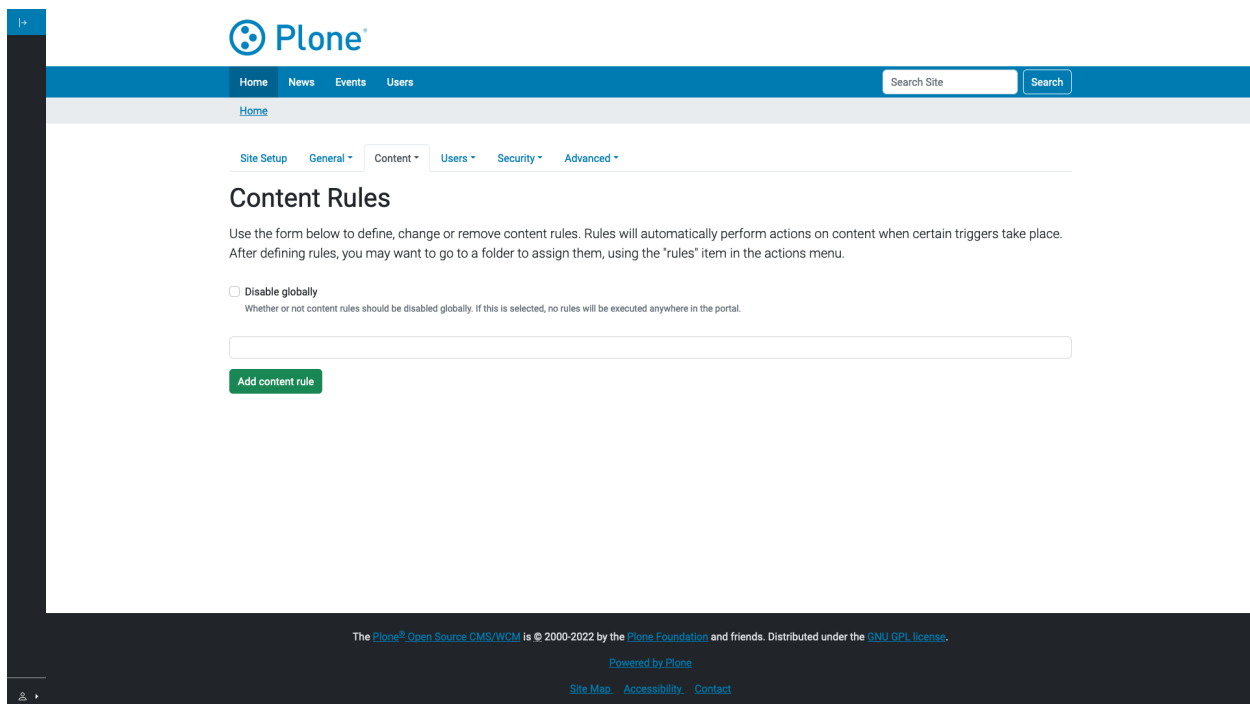 Plone®
Home News Events Users Search Site Search
Home
Site Setup General Content Users Security Advanced
Content Rules
Use the form below to define, change or remove content rules. Rules will automatically perform actions on content when certain triggers take place.
After defining rules, you may want to go to a folder to assign them, using the "rules" item in the actions menu.
Disable globally
Whether or not content rules should be disabled globally. If this is selected, no rules will be executed anywhere in the portal.
Add content rule
The Plone® Open Source CMS/WCM is © 2000-2022 by the Plone Foundation and friends. Distributed under the GNU GPL license.
Powered by Plone
Site Map Accessibility Contact